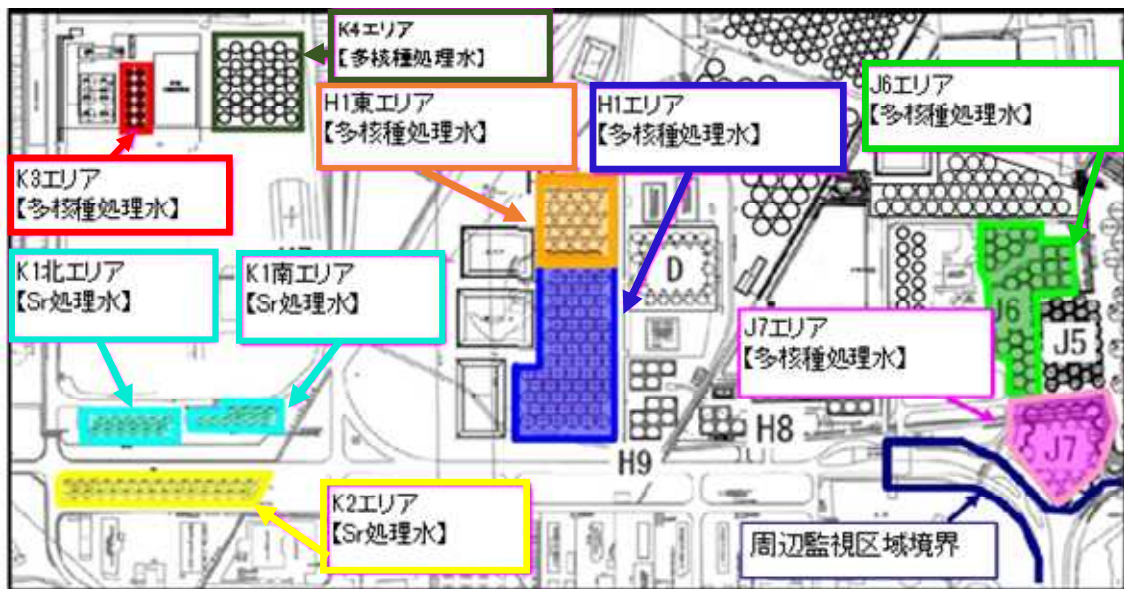 K4エリア
【多核種処理水】
H1東エリア
【多核種処理水】
H1エリア
【多核種処理水】
J6エリア
【多核種処理水】
K3エリア
【多核種処理水】
K1北エリア
【Sr処理水】
K1南エリア
【Sr処理水】
D
J6
J5
J7エリア
【多核種処理水】
H8
J7
H9
K2エリア
【Sr処理水】
周辺監視区域境界